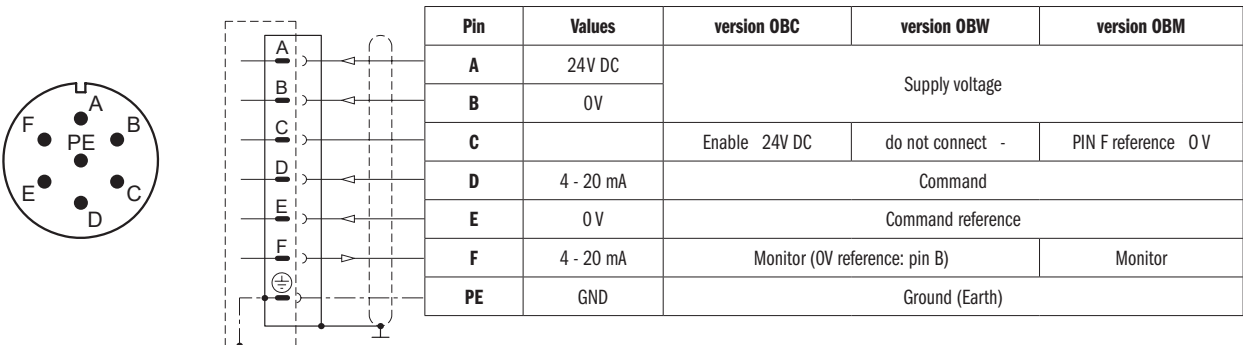 A
F
B
PE
E
C
D
A
B
C
D
E
F
Pin Values version OBC version OBW version OBM
A 24V DC Supply voltage
B 0V
C Enable 24V DC do not connect - PIN F reference 0 V
D 4 - 20 mA Command
E 0 V Command reference
F 4 - 20 mA Monitor (0V reference: pin B) Monitor
PE GND Ground (Earth)